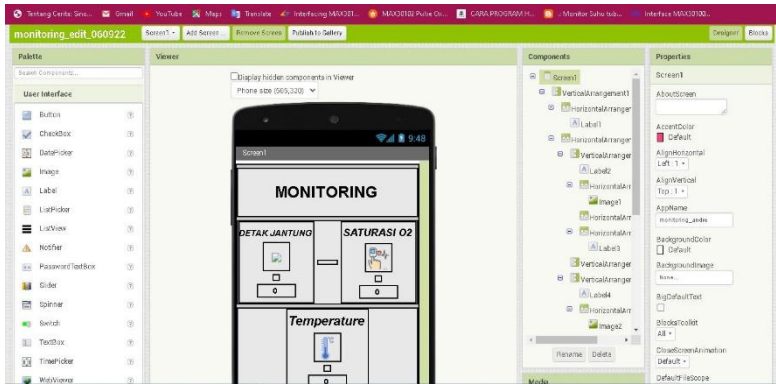 Tentang Cerita: Sino... Gmail YouTube Maps Translate Interfacing MAX301... MAX30102 Pulse Ox... CARA PROGRAM H... : Monitor Suhu tub... Interface MAX30100...
monitoring_edit_060922 Screen1 Add Screen ... Remove Screen Publish to Gallery Designer Blocks
Palette
Search Components...
User Interface
Button
CheckBox
DatePicker
Image
Label
ListPicker
ListView
Notifier
PasswordTextBox
Slider
Spinner
Switch
TextBox
TimePicker
WebViewer
Viewer
Display hidden components in Viewer
Phone size (505,320)
9:48
Screen1
MONITORING
DETAK JANTUNG SATURASI O2
0 0
Temperature
0
Components
Screen1
VerticalArrangement1
HorizontalArranger
Label1
HorizontalArranger
VerticalArranger
Label2
HorizontalArr
Image1
HorizontalArr
HorizontalArr
Label3
VerticalArranger
VerticalArranger
Label4
HorizontalArr
Image2
Rename Delete
Media
Properties
Screen1
AboutScreen
AccentColor
Default
AlignHorizontal
Left : 1
AlignVertical
Top : 1
AppName
monitoring_andre
BackgroundColor
Default
BackgroundImage
None...
BigDefaultText
BlocksToolkit
All
CloseScreenAnimation
Default
DefaultFileScope